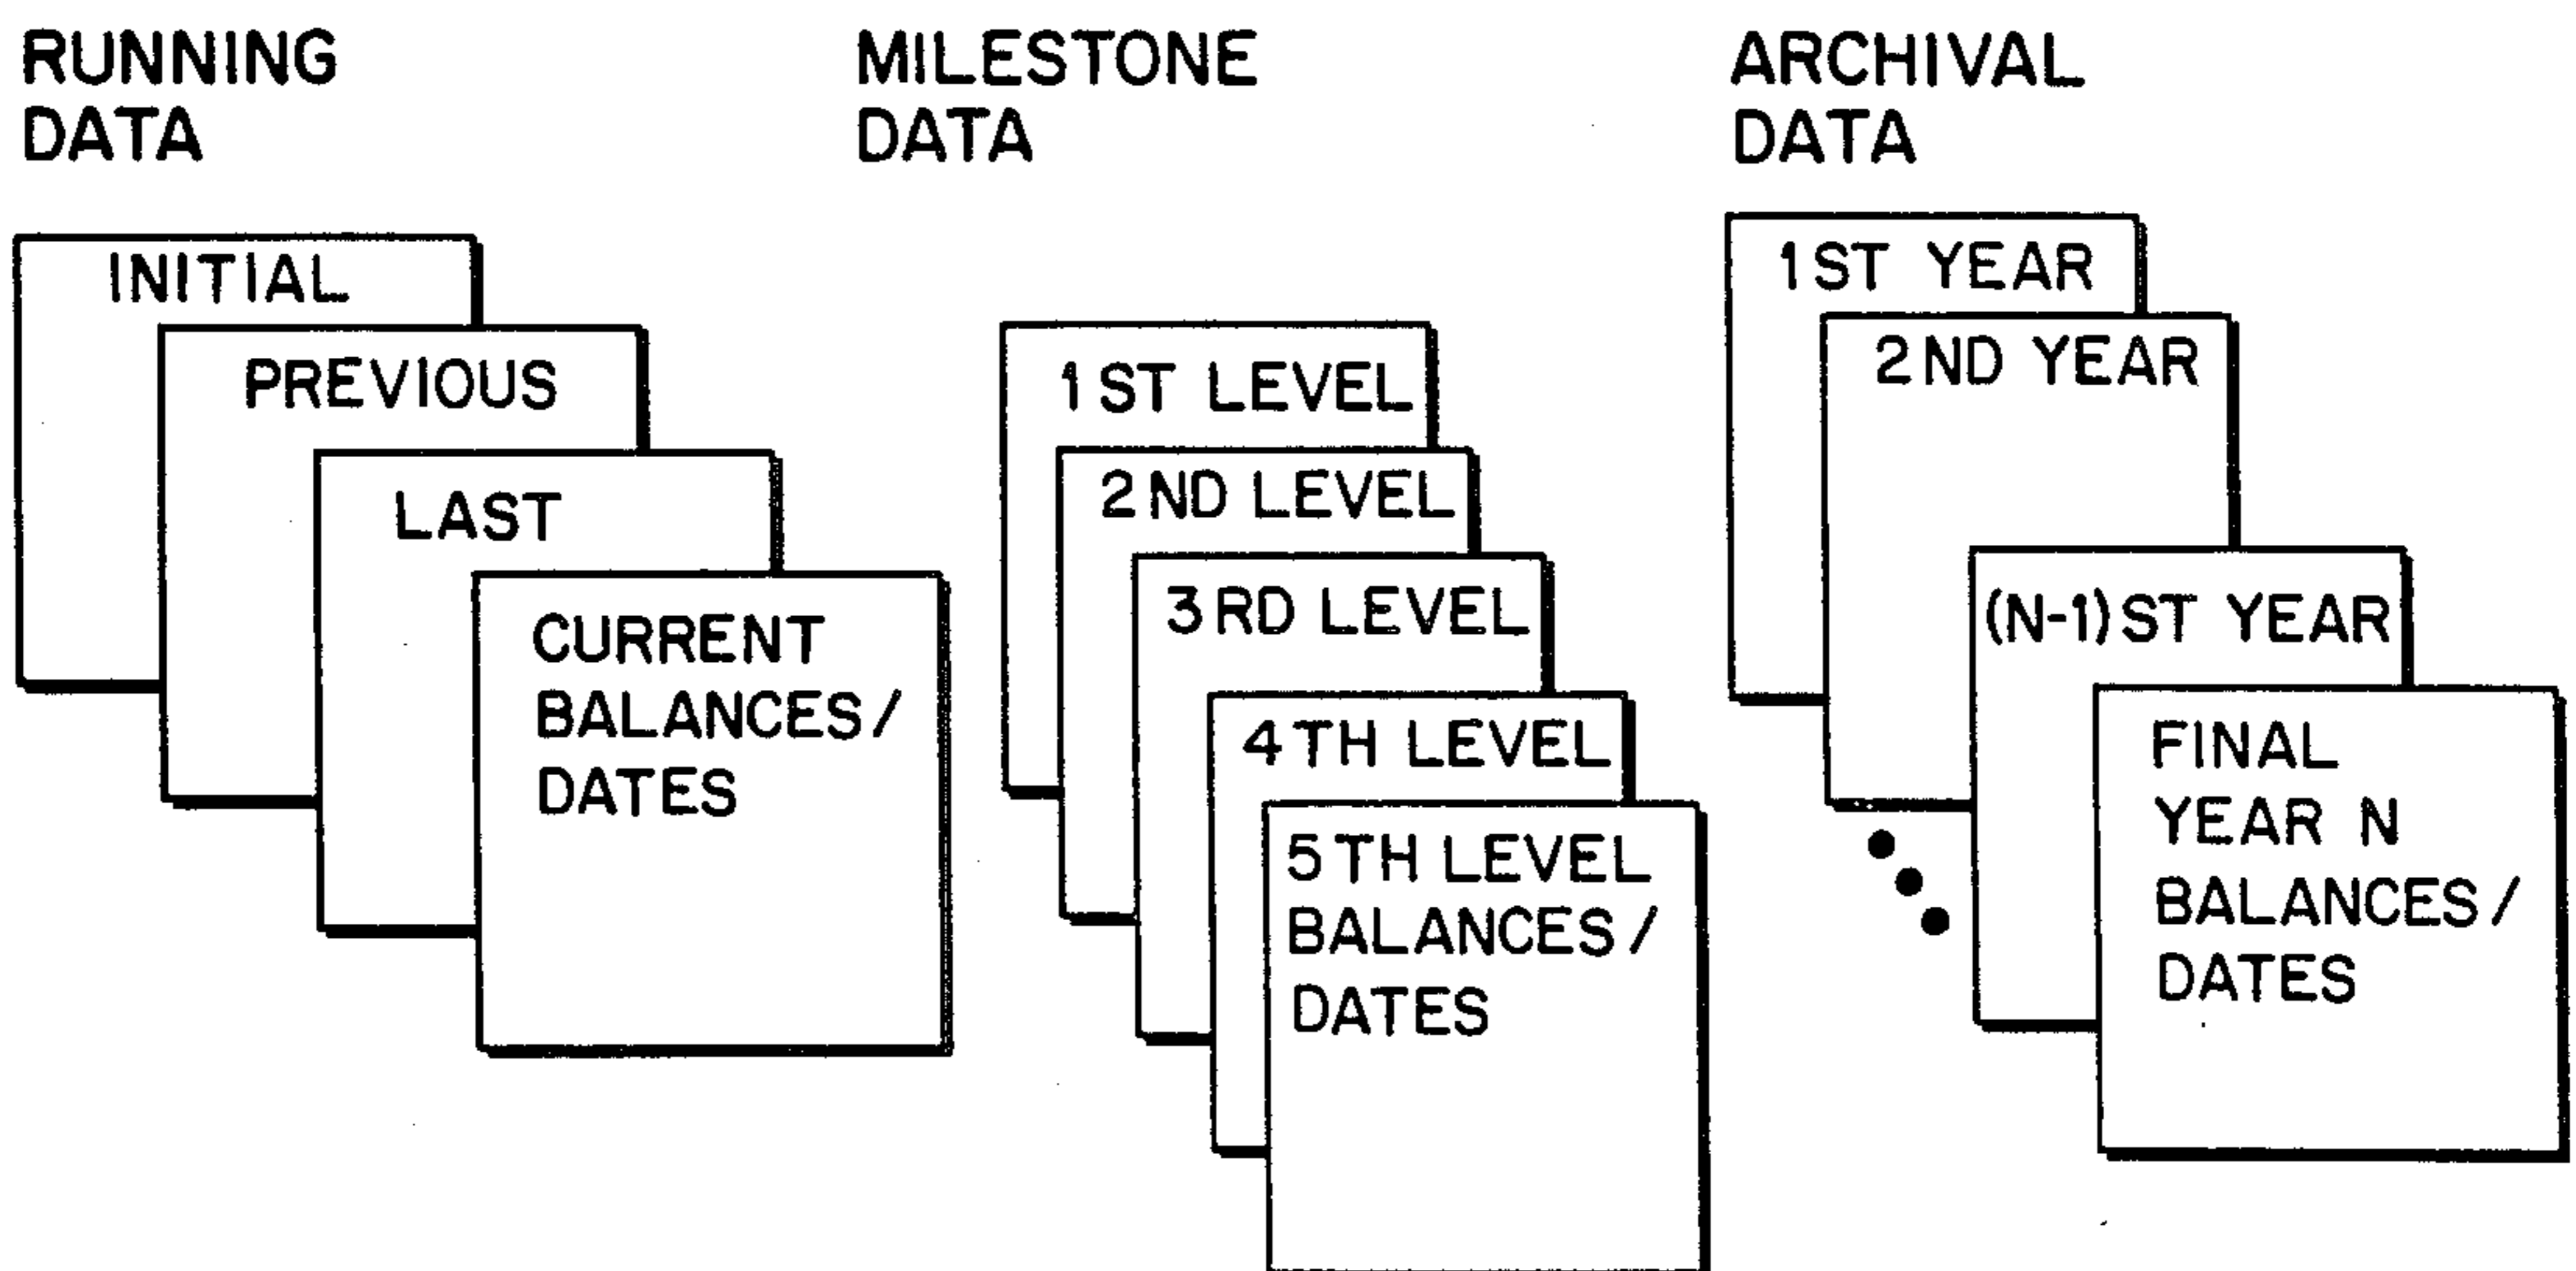 RUNNING
DATA
INITIAL
PREVIOUS
LAST
CURRENT
BALANCES/
DATES
MILESTONE
DATA
1ST LEVEL
2ND LEVEL
3RD LEVEL
4TH LEVEL
5TH LEVEL
BALANCES/
DATES
ARCHIVAL
DATA
1ST YEAR
2ND YEAR
(N-1)ST YEAR
FINAL
YEAR N
BALANCES/
DATES